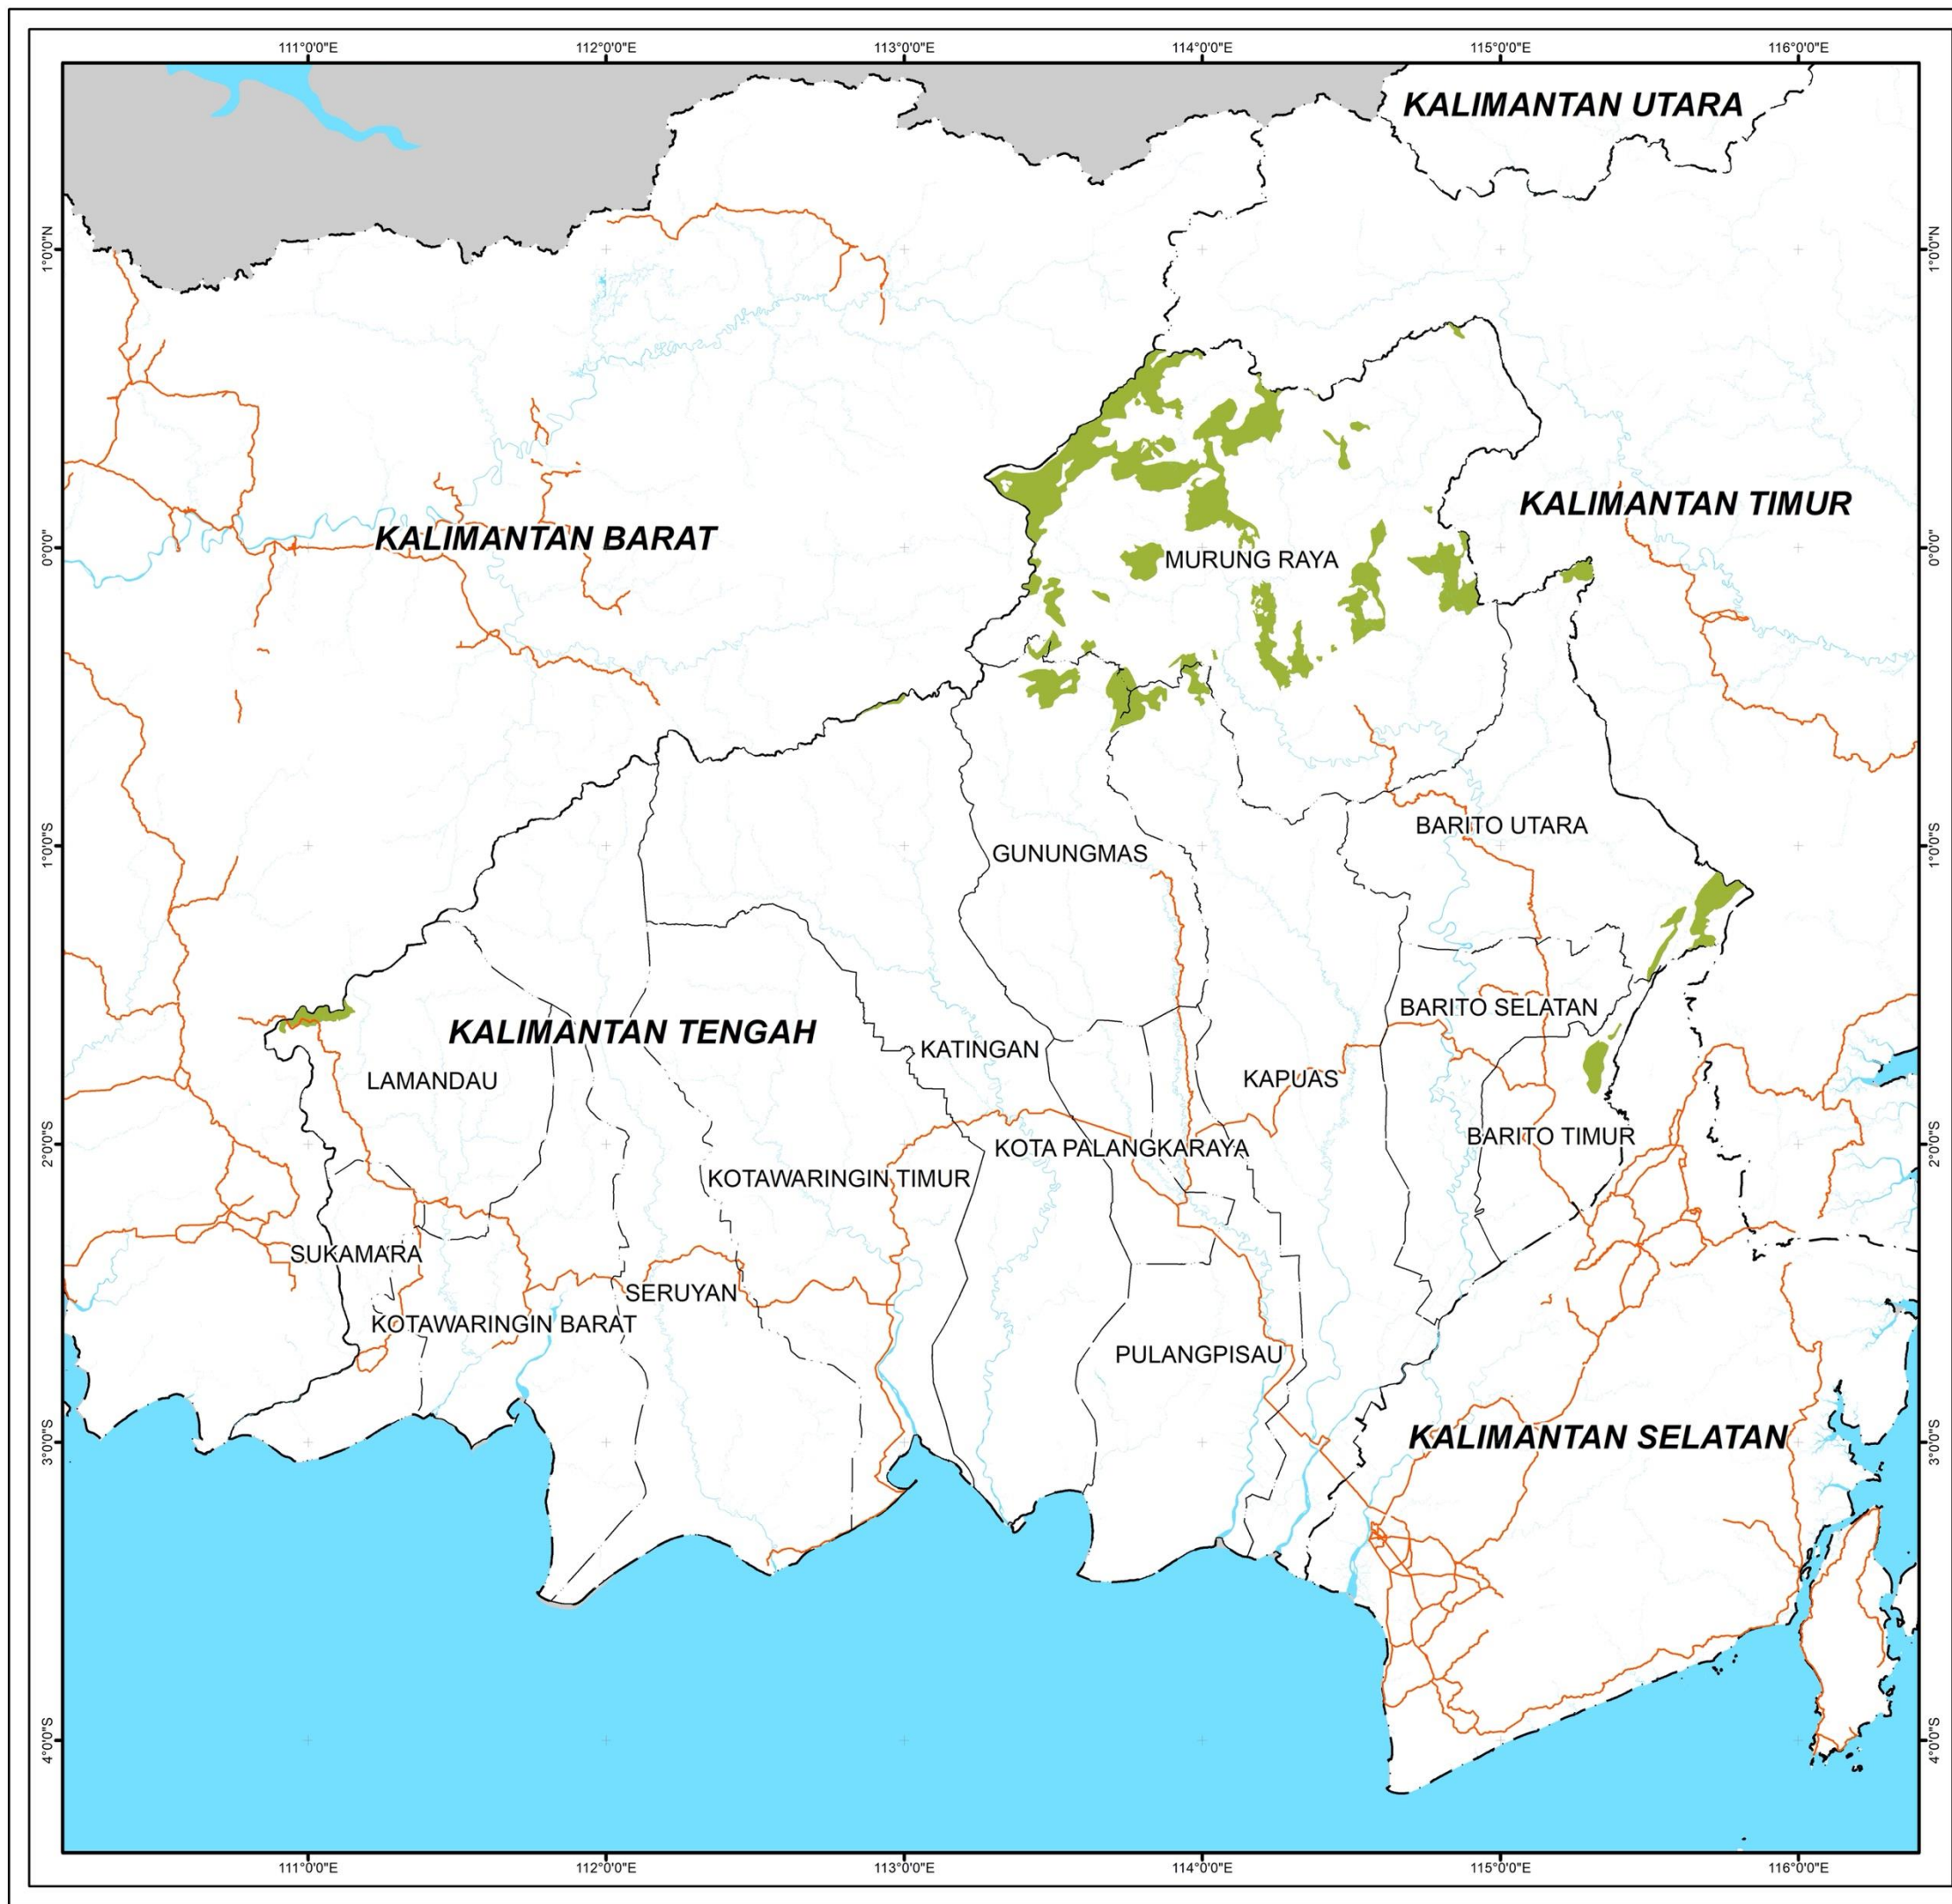 111°0'0"E 112°0'0"E 113°0'0"E 114°0'0"E 115°0'0"E 116°0'0"E
KALIMANTAN UTARA
1°0'0"N 1°0'0"N
KALIMANTAN TIMUR
KALIMANTAN BARAT
0°0'0" 0°0'0"
MURUNG RAYA
BARITO UTARA
1°0'0"S 1°0'0"S
GUNUNGMAS
BARITO SELATAN
KALIMANTAN TENGAH
KATINGAN
LAMANDAU
KAPUAS
BARITO TIMUR
2°0'0"S 2°0'0"S
KOTA PALANGKARAYA
KOTAWARINGIN TIMUR
SUKAMARA
SERUYAN
KOTAWARINGIN BARAT
PULANGPISAU
KALIMANTAN SELATAN
3°0'0"S 3°0'0"S
4°0'0"S 4°0'0"S
111°0'0"E 112°0'0"E 113°0'0"E 114°0'0"E 115°0'0"E 116°0'0"E